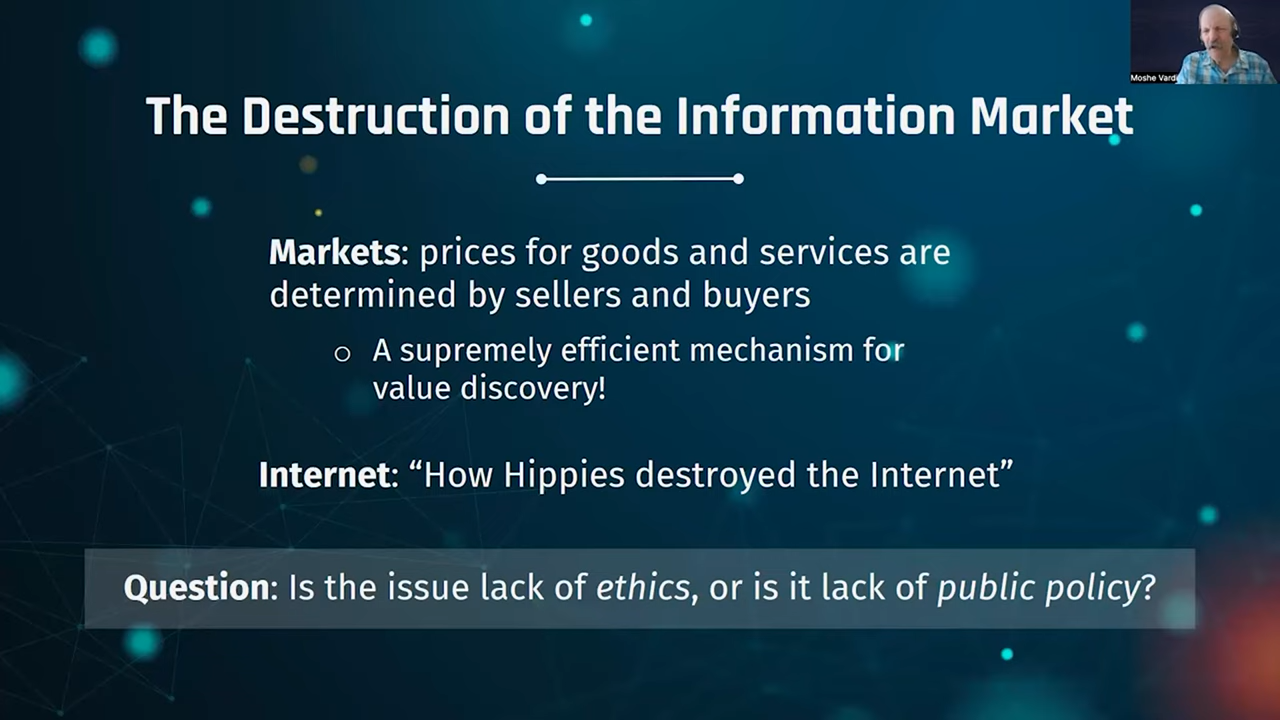 Moshe Vardi
The Destruction of the Information Market
Markets: prices for goods and services are
determined by sellers and buyers
○ A supremely efficient mechanism for
value discovery!
Internet: “How Hippies destroyed the Internet”
Question: Is the issue lack of ethics, or is it lack of public policy?